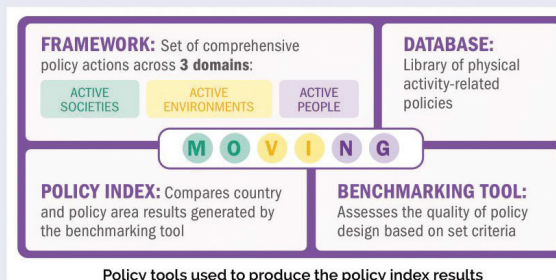 FRAMEWORK: Set of comprehensive
policy actions across 3 domains:
ACTIVE
SOCIETIES
ACTIVE
ENVIRONMENTS
ACTIVE
PEOPLE
DATABASE:
Library of physical
activity-related
policies
MOVING
POLICY INDEX: Compares country
and policy area results generated by
the benchmarking tool
BENCHMARKING TOOL:
Assesses the quality of policy
design based on set criteria
Policy tools used to produce the policy index results